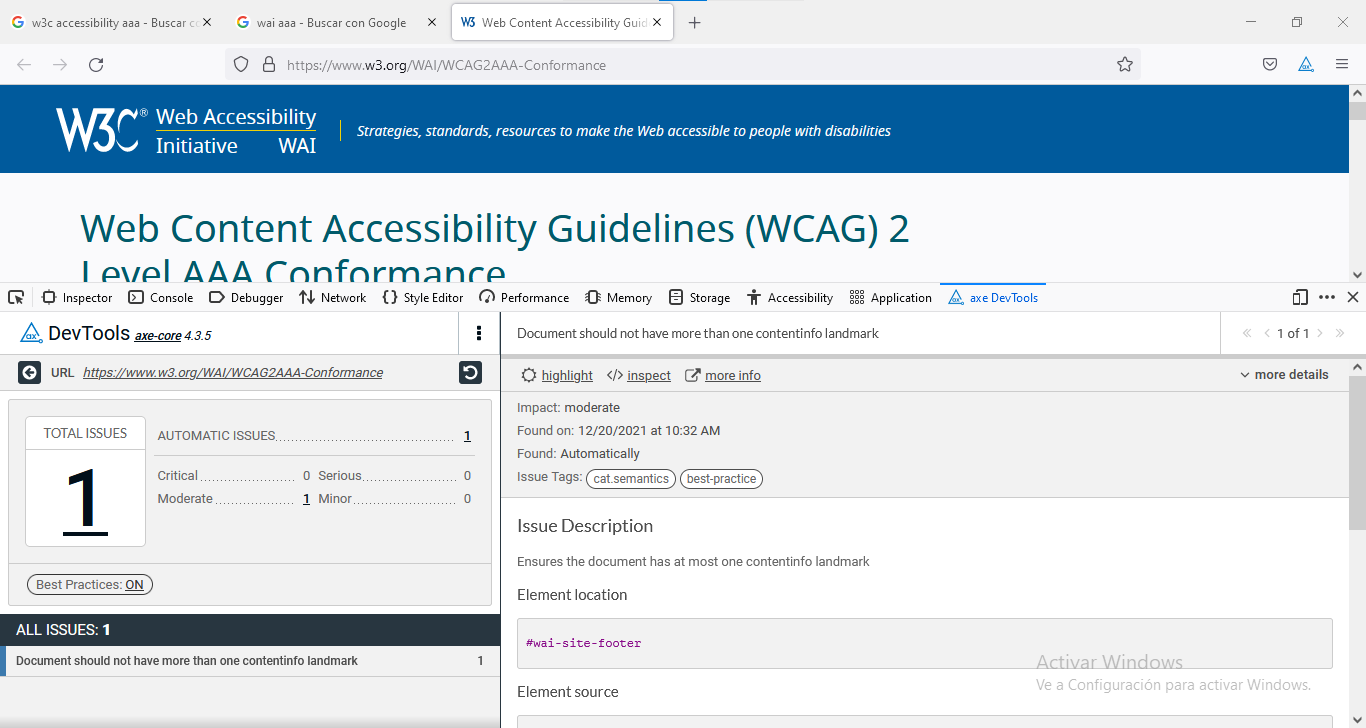 w3c accessibility aaa - Buscar co
wai aaa - Buscar con Google
W3 Web Content Accessibility Guid
https://www.w3.org/WAI/WCAG2AAA-Conformance
W3C® Web Accessibility
Initiative WAI
Strategies, standards, resources to make the Web accessible to people with disabilities
Web Content Accessibility Guidelines (WCAG) 2
Level AAA Conformance
Inspector Console Debugger Network Style Editor Performance Memory Storage Accessibility Application axe DevTools
DevTools axe-core 4.3.5
Document should not have more than one contentinfo landmark
1 of 1
URL https://www.w3.org/WAI/WCAG2AAA-Conformance
highlight inspect more info
more details
TOTAL ISSUES
1
AUTOMATIC ISSUES 1
Critical 0 Serious 0
Moderate 1 Minor 0
Best Practices: ON
ALL ISSUES: 1
Document should not have more than one contentinfo landmark 1
Impact: moderate
Found on: 12/20/2021 at 10:32 AM
Found: Automatically
Issue Tags: cat.semantics best-practice
Issue Description
Ensures the document has at most one contentinfo landmark
Element location
#wai-site-footer
Element source
Activar Windows
Ve a Configuración para activar Windows.